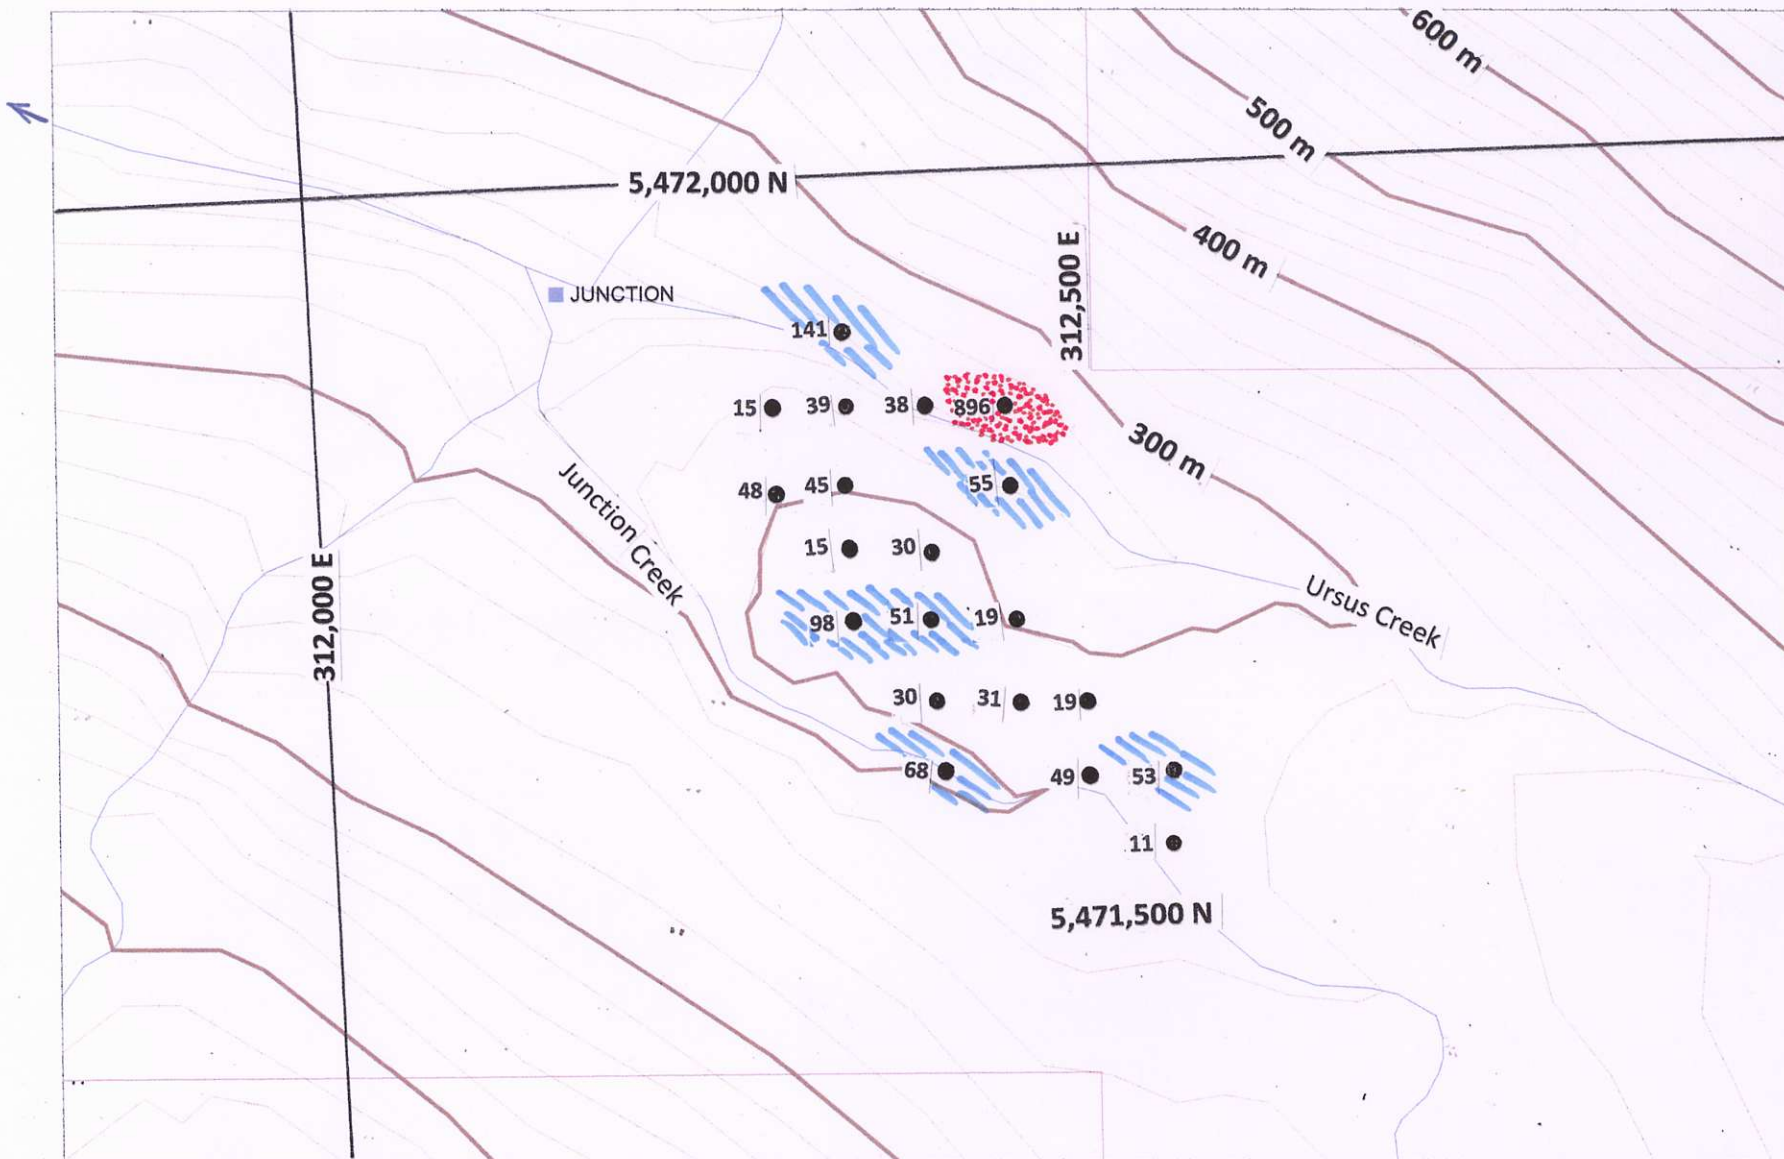 600 m
500 m
5,472,000 N
400 m
312,500 E
JUNCTION
141
15 39 38 896
300 m
48 45 55
Junction Creek
15 30
312,000 E
98 51 19
Ursus Creek
30 31 19
68 49 53
11
5,471,500 N